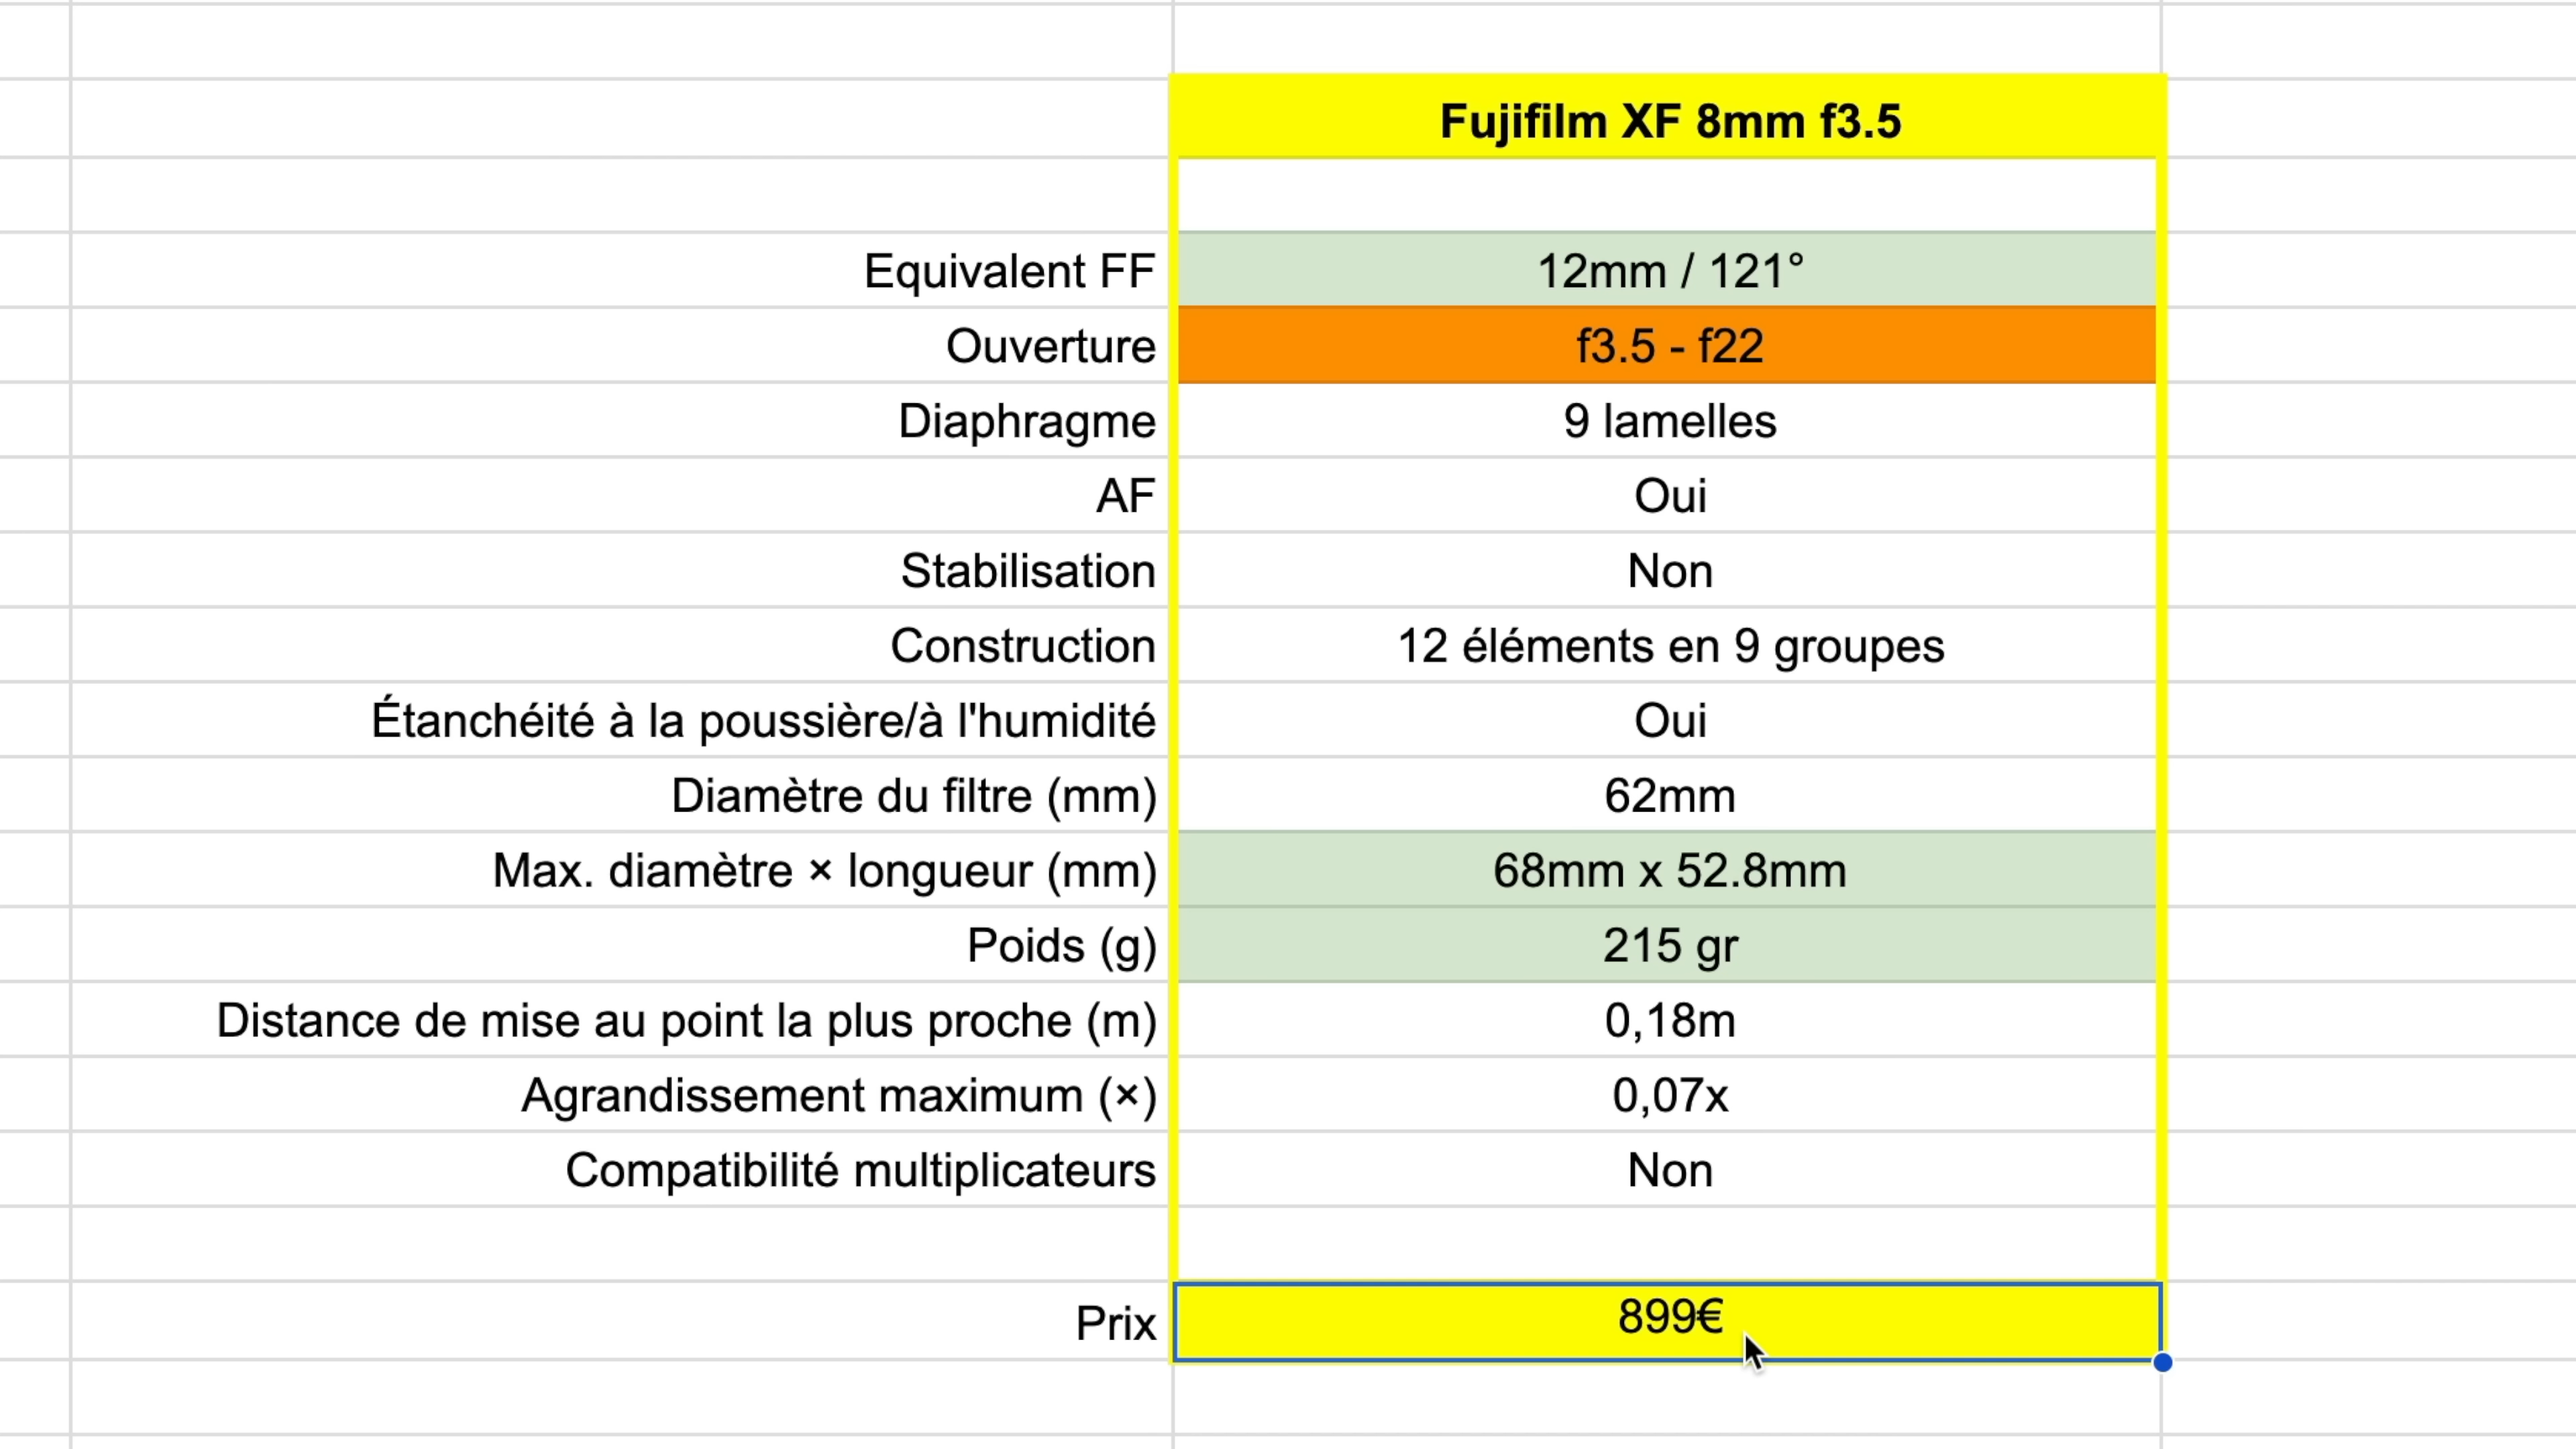 Fujifilm XF 8mm f3.5
Equivalent FF 12mm / 121°
Ouverture f3.5 - f22
Diaphragme 9 lamelles
AF Oui
Stabilisation Non
Construction 12 éléments en 9 groupes
Étanchéité à la poussière/à l'humidité Oui
Diamètre du filtre (mm) 62mm
Max. diamètre × longueur (mm) 68mm x 52.8mm
Poids (g) 215 gr
Distance de mise au point la plus proche (m) 0,18m
Agrandissement maximum (×) 0,07x
Compatibilité multiplicateurs Non
Prix 899€